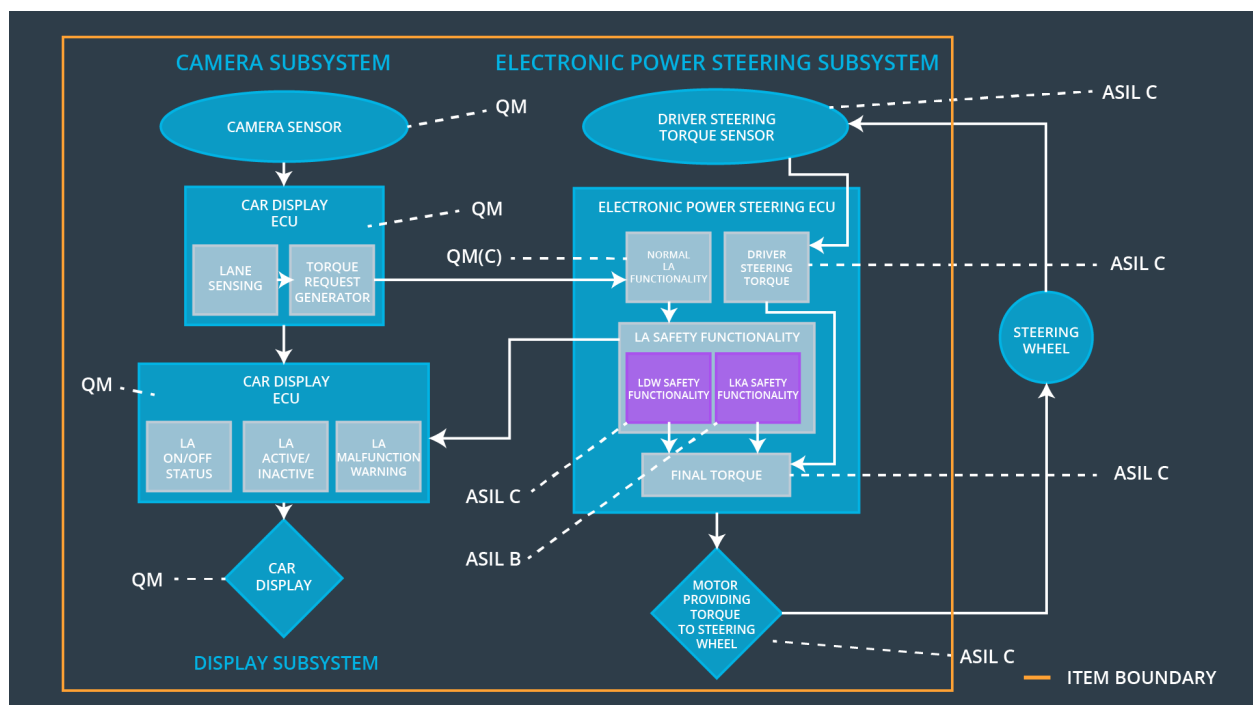 CAMERA SUBSYSTEM
ELECTRONIC POWER STEERING SUBSYSTEM
CAMERA SENSOR
QM
DRIVER STEERING
TORQUE SENSOR
ASIL C
CAR DISPLAY
ECU
QM
LANE
SENSING
TORQUE
REQUEST
GENERATOR
ELECTRONIC POWER STEERING ECU
QM(C)
NORMAL
LA
FUNCTIONALITY
DRIVER
STEERING
TORQUE
ASIL C
STEERING
WHEEL
LA SAFETY FUNCTIONALITY
LDW SAFETY
FUNCTIONALITY
LKA SAFETY
FUNCTIONALITY
QM
CAR DISPLAY
ECU
LA
ON/OFF
STATUS
LA
ACTIVE/
INACTIVE
LA
MALFUNCTION
WARNING
FINAL TORQUE
ASIL C
ASIL C
ASIL B
QM
CAR
DISPLAY
MOTOR
PROVIDING
TORQUE
TO STEERING
WHEEL
ASIL C
DISPLAY SUBSYSTEM
ITEM BOUNDARY